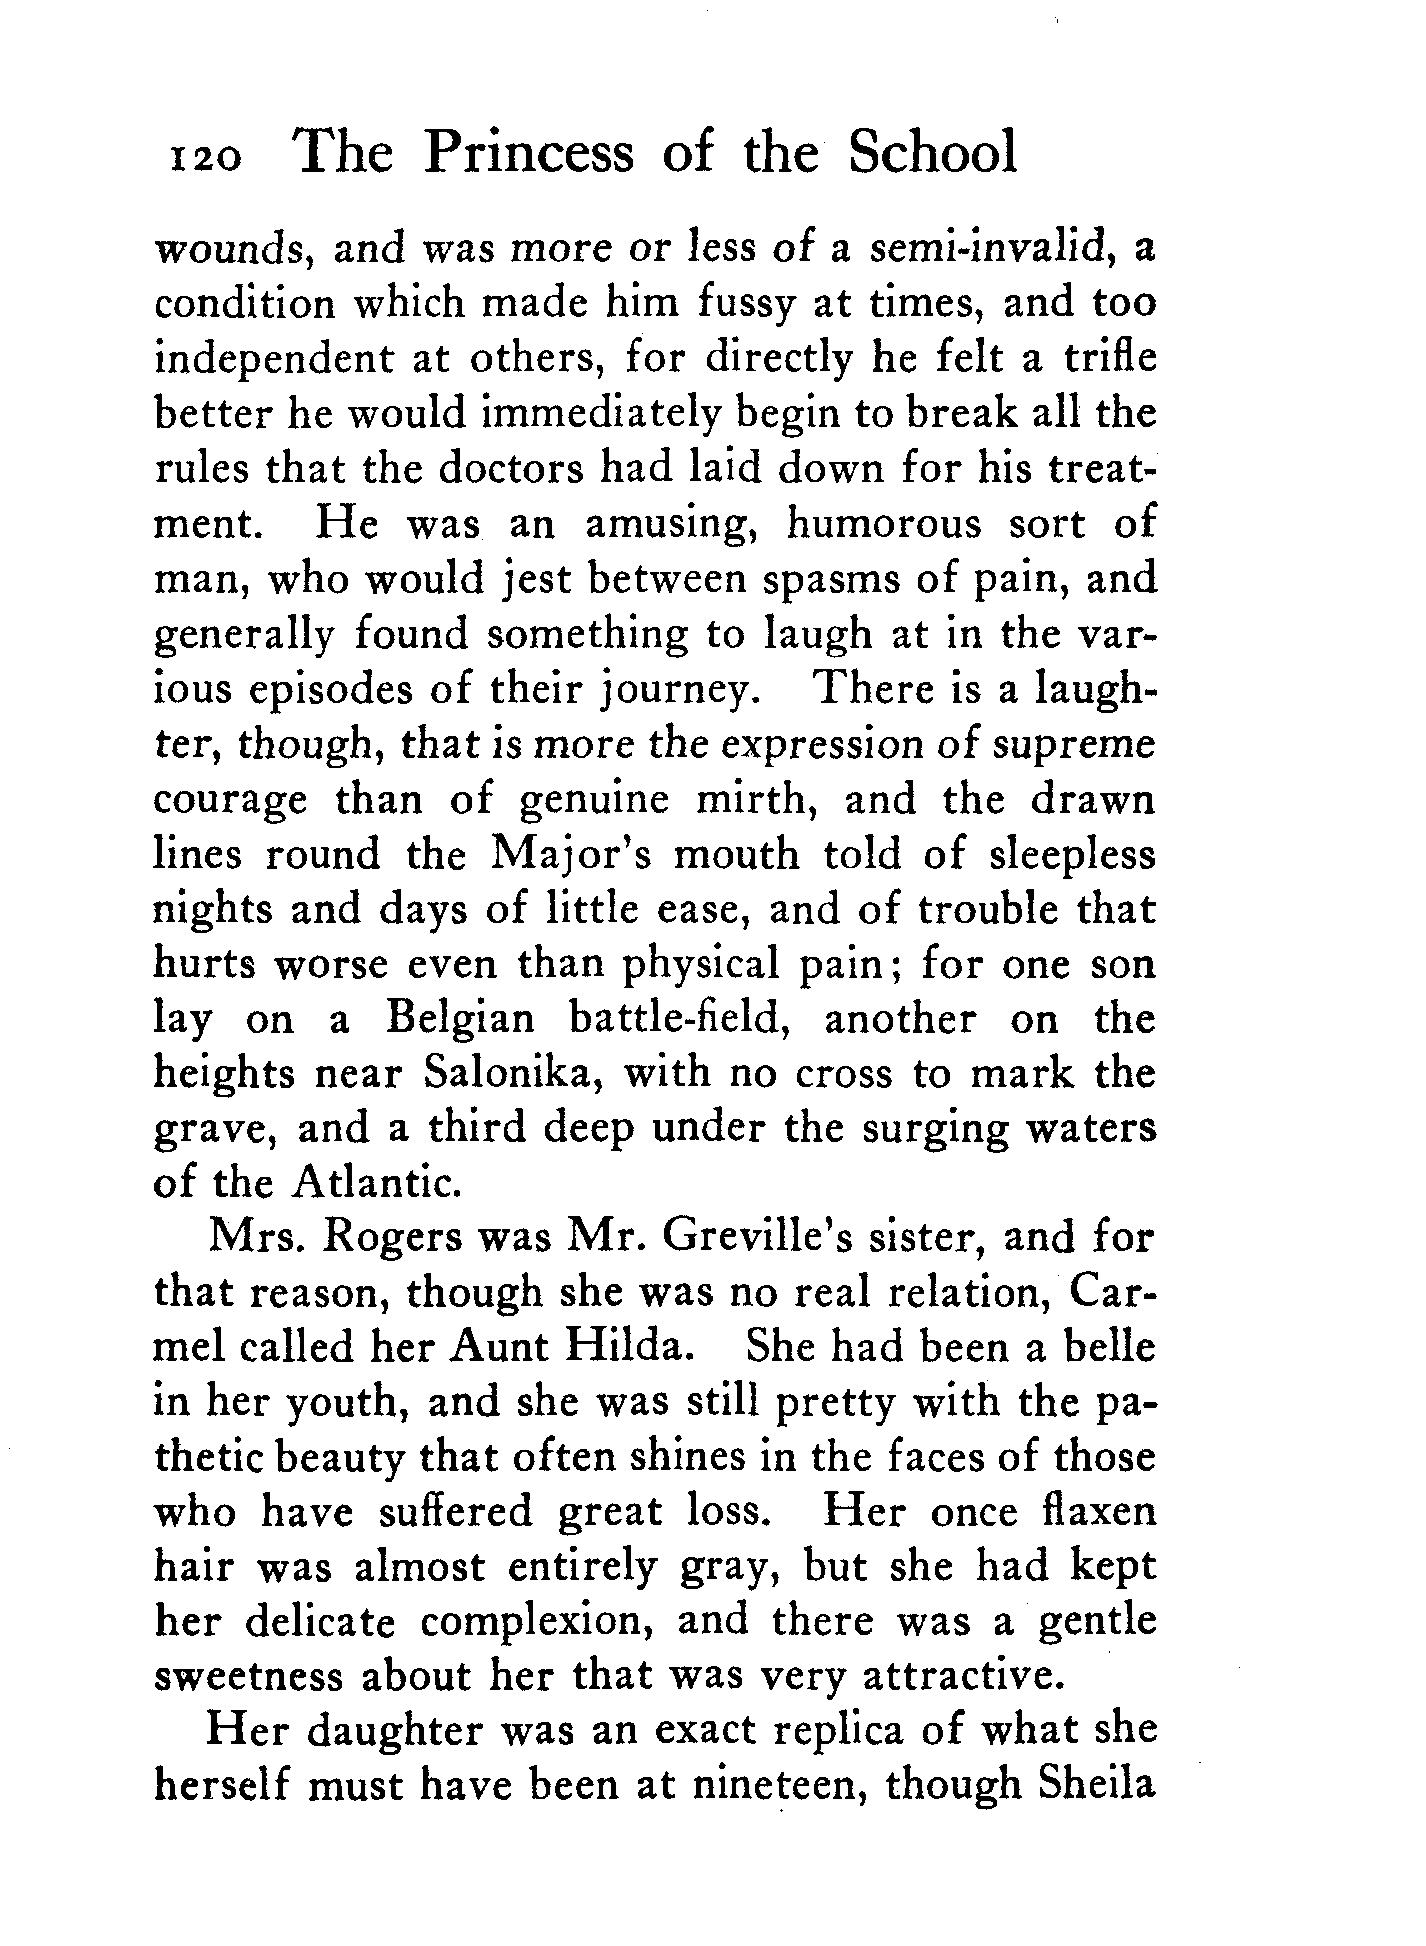 120 The Princess of the School
wounds, and was more or less of a semi-invalid, a
condition which made him fussy at times, and too
independent at others, for directly he felt a trifle
better he would immediately begin to break all the
rules that the doctors had laid down for his treat-
ment. He was an amusing, humorous sort of
man, who would jest between spasms of pain, and
generally found something to laugh at in the var-
ious episodes of their journey. There is a laugh-
ter, though, that is more the expression of supreme
courage than of genuine mirth, and the drawn
lines round the Major's mouth told of sleepless
nights and days of little ease, and of trouble that
hurts worse even than physical pain; for one son
lay on a Belgian battle-field, another on the
heights near Salonika, with no cross to mark the
grave, and a third deep under the surging waters
of the Atlantic.
Mrs. Rogers was Mr. Greville's sister, and for
that reason, though she was no real relation, Car-
mel called her Aunt Hilda. She had been a belle
in her youth, and she was still pretty with the pa-
thetic beauty that often shines in the faces of those
who have suffered great loss. Her once flaxen
hair was almost entirely gray, but she had kept
her delicate complexion, and there was a gentle
sweetness about her that was very attractive.
Her daughter was an exact replica of what she
herself must have been at nineteen, though Sheila